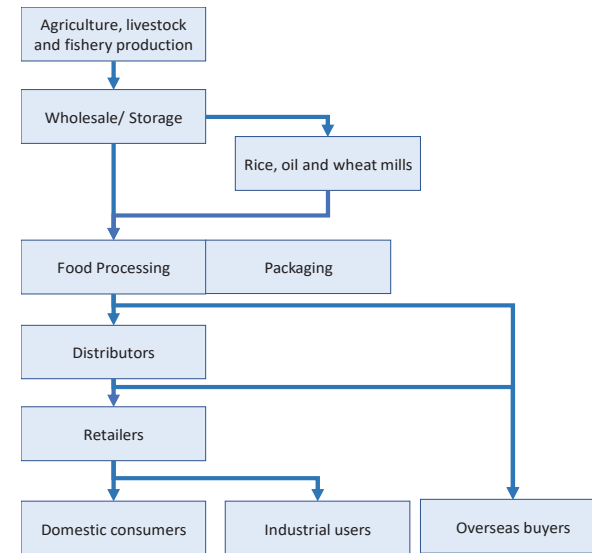 Agriculture, livestock
and fishery production
Wholesale/ Storage
Rice, oil and wheat mills
Food Processing
Packaging
Distributors
Retailers
Domestic consumers
Industrial users
Overseas buyers